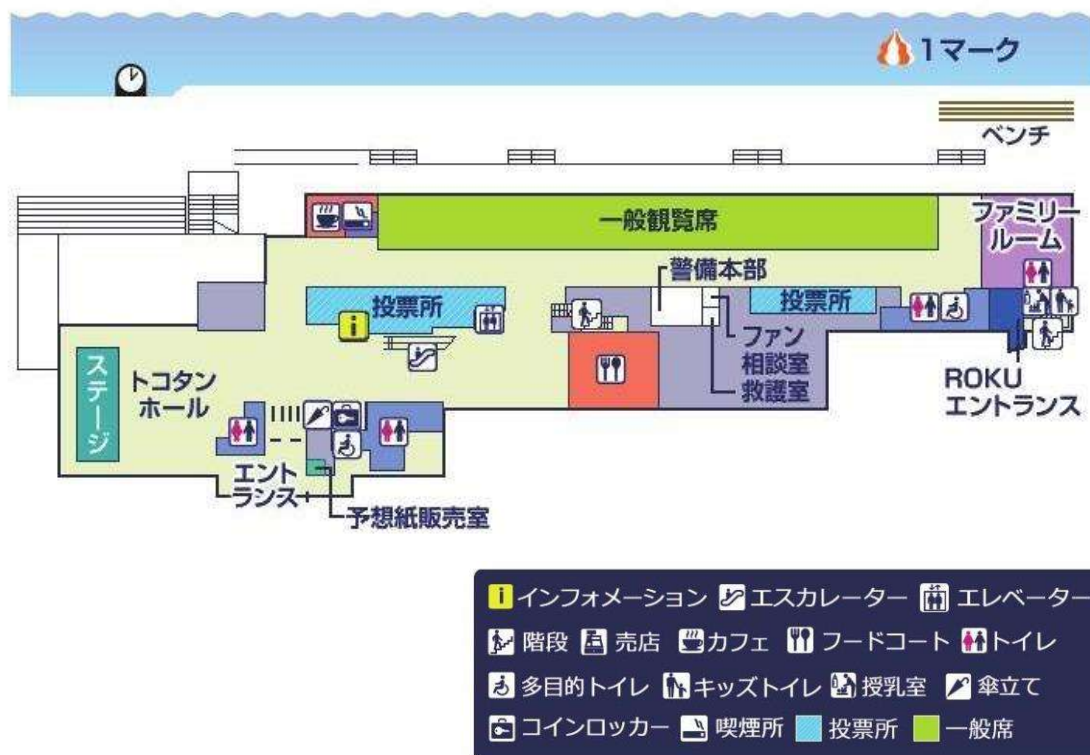 1マーク
ベンチ
一般観覧席
ファミリー
ルーム
警備本部
投票所
投票所
i
ファン
相談室
救護室
ROKU
エントランス
ステージ
トコタン
ホール
エント
ランス
予想紙販売室
i インフォメーション エスカレーター エレベーター
階段 売店 カフェ フードコート トイレ
多目的トイレ キッズトイレ 授乳室 傘立て
コインロッカー 喫煙所 投票所 一般席